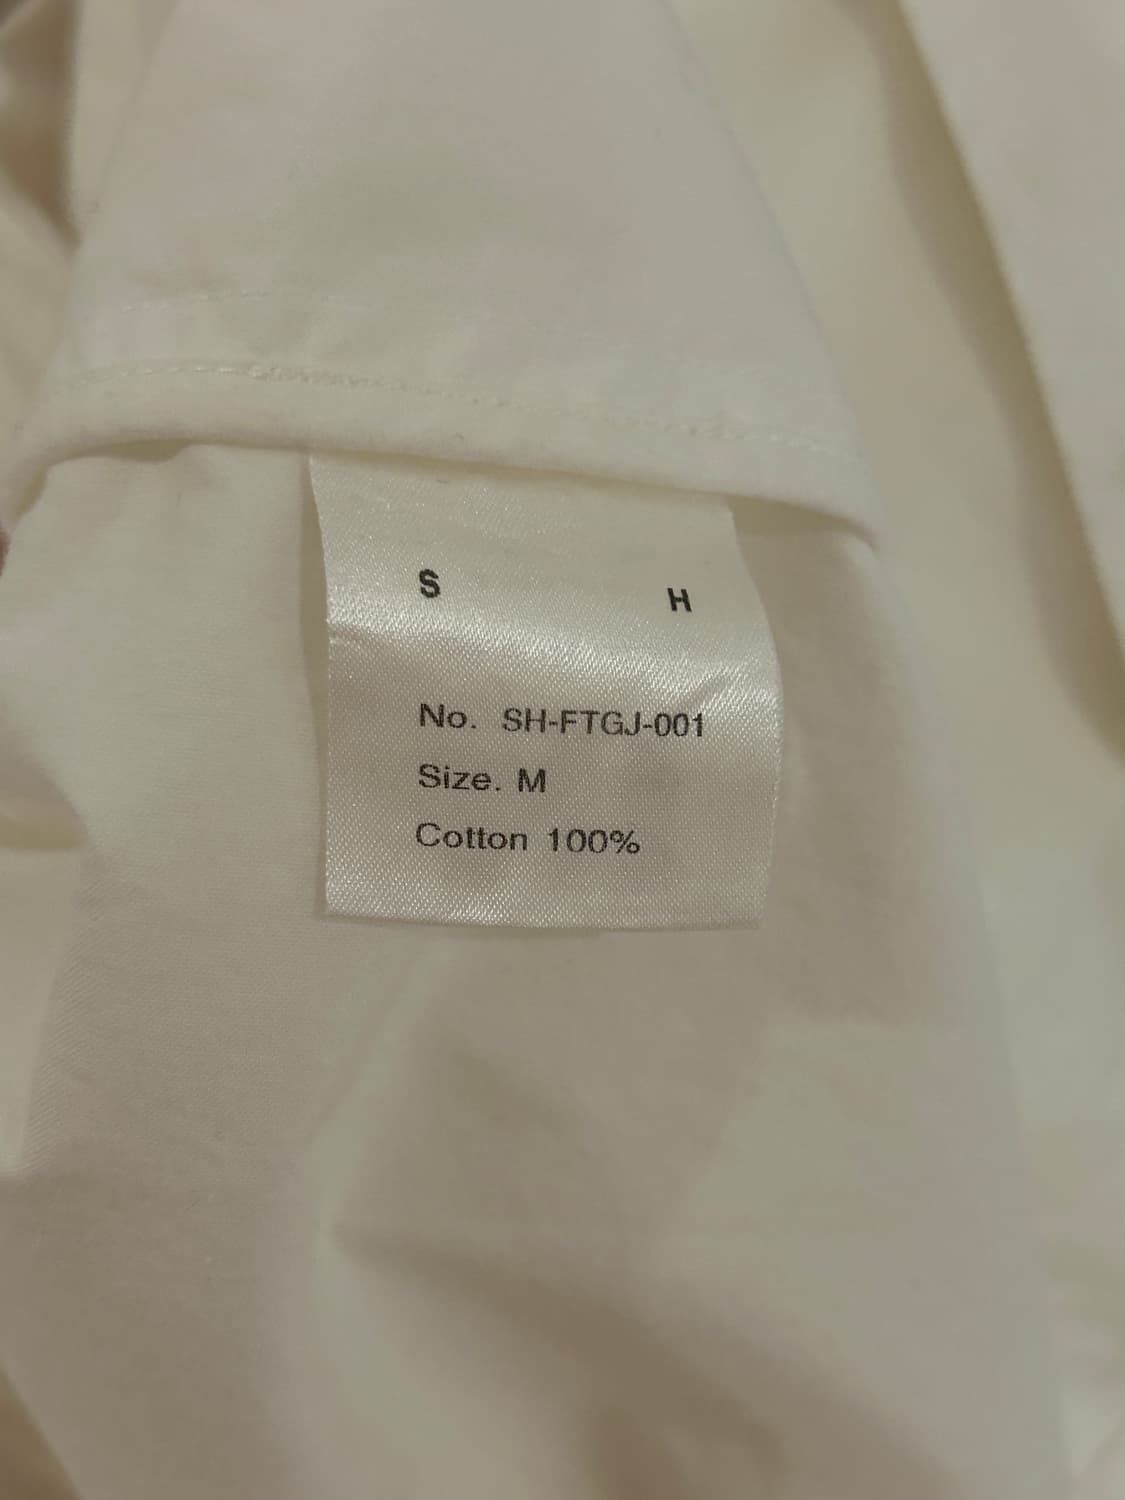 S H
No. SH-FTGJ-001
Size. M
Cotton 100%